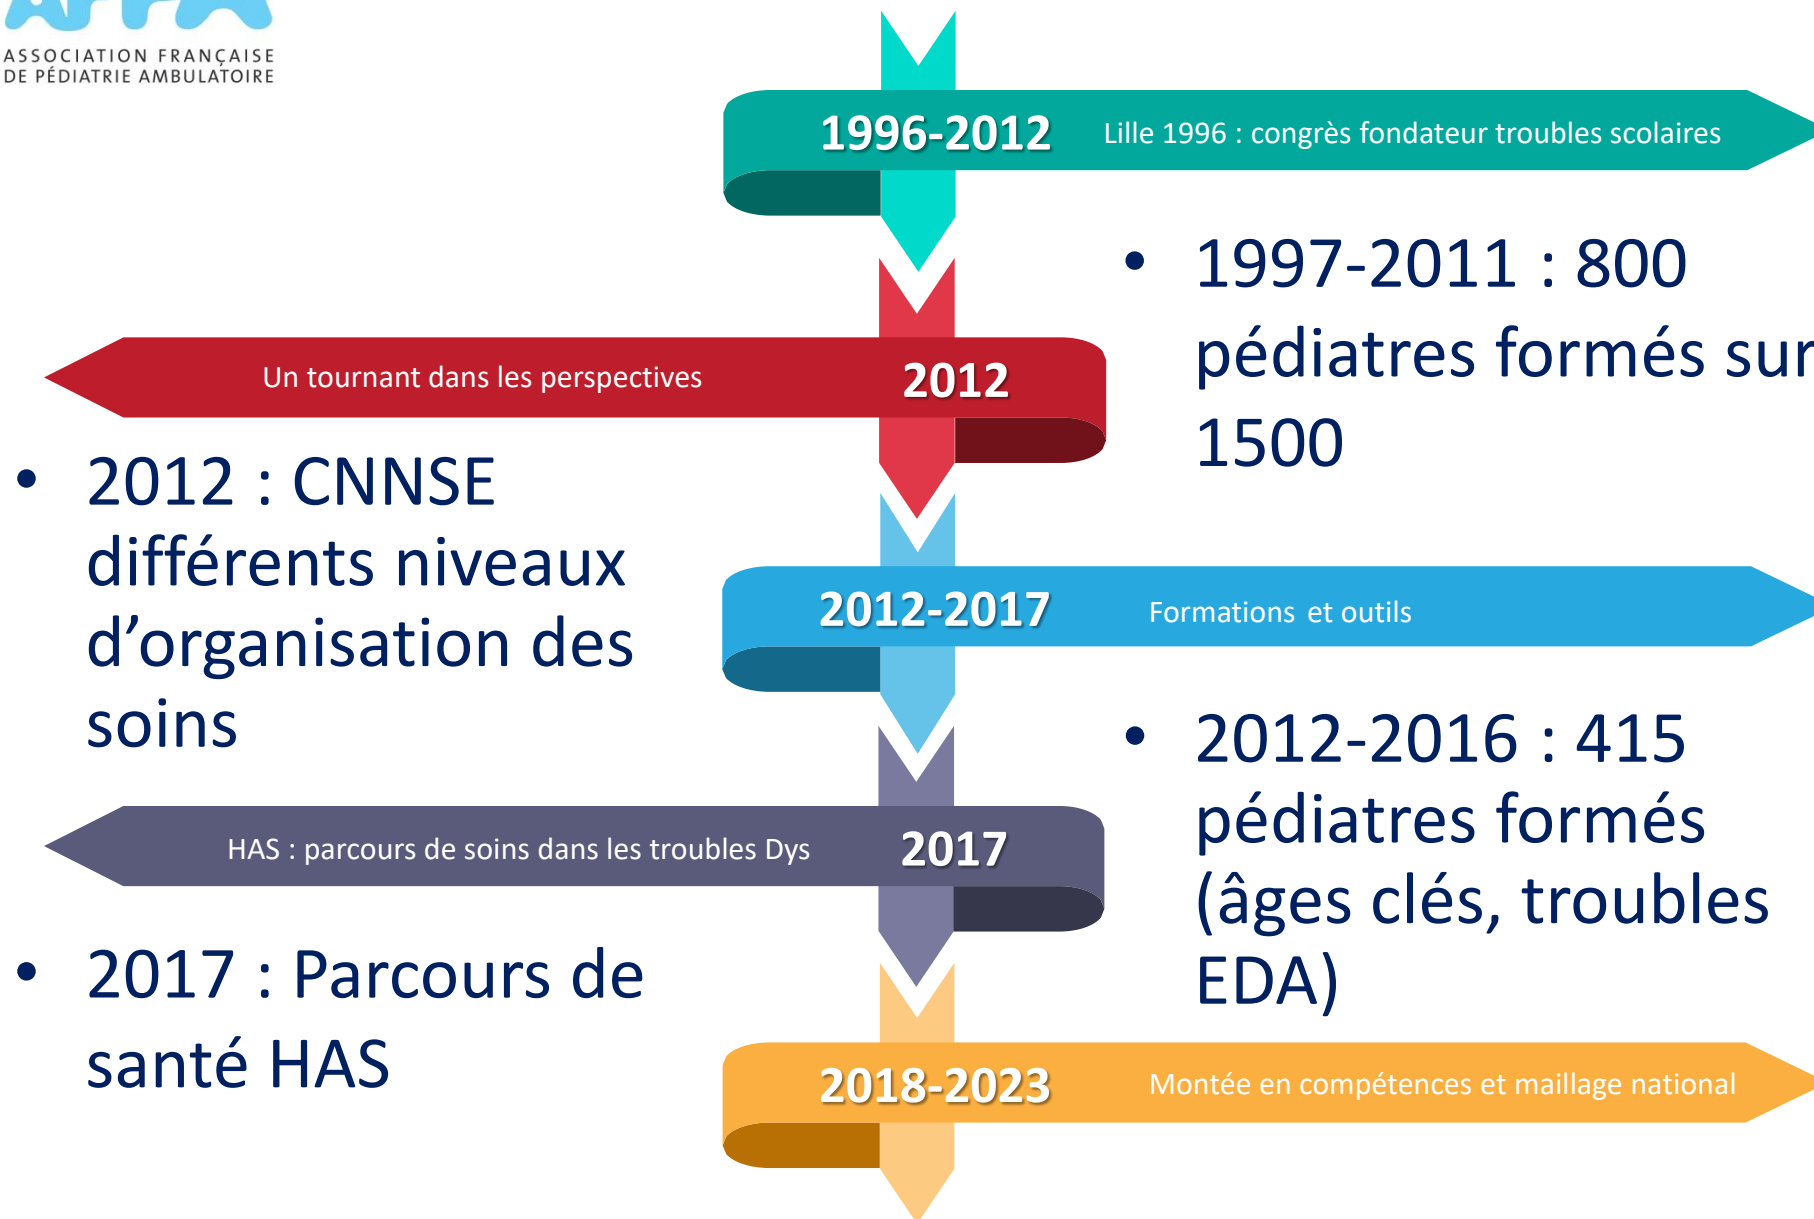 ASSOCIATION FRANÇAISE
DE PÉDIATRIE AMBULATOIRE
1996-2012 Lille 1996 : congrès fondateur troubles scolaires
• 1997-2011 : 800
pédiatres formés sur
1500
Un tournant dans les perspectives 2012
• 2012 : CNNSE
différents niveaux
d’organisation des
soins
2012-2017 Formations et outils
• 2012-2016 : 415
pédiatres formés
(âges clés, troubles
EDA)
HAS : parcours de soins dans les troubles Dys 2017
• 2017 : Parcours de
santé HAS
2018-2023 Montée en compétences et maillage national